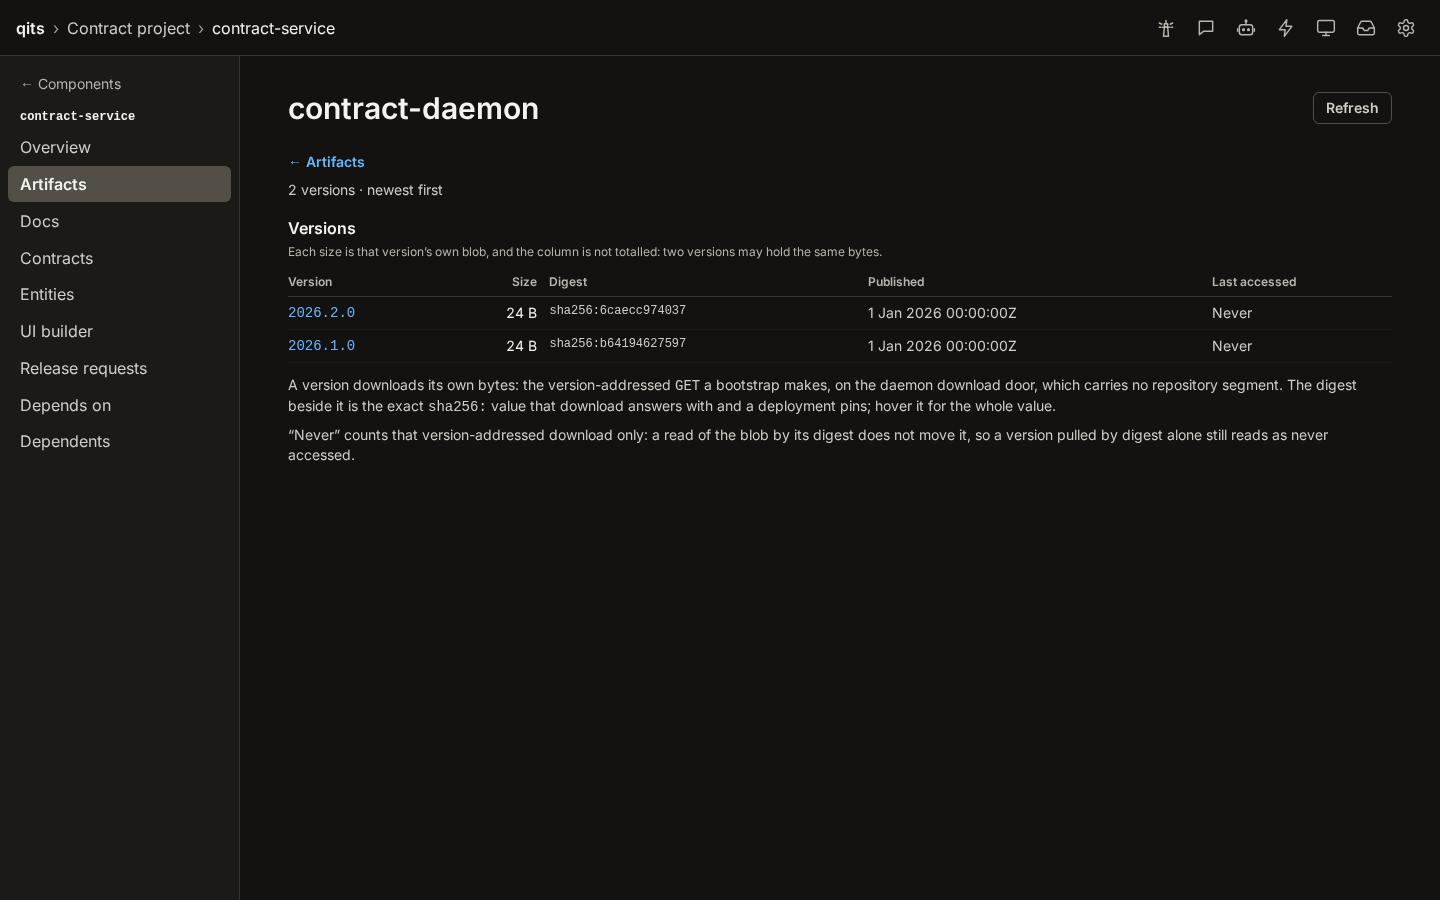 qits › Contract project › contract-service
← Components
contract-service
Overview
Artifacts
Docs
Contracts
Entities
UI builder
Release requests
Depends on
Dependents
contract-daemon
Refresh
← Artifacts
2 versions · newest first
Versions
Each size is that version’s own blob, and the column is not totalled: two versions may hold the same bytes.
Version Size Digest Published Last accessed
2026.2.0 24 B sha256:6caecc974037 1 Jan 2026 00:00:00Z Never
2026.1.0 24 B sha256:b64194627597 1 Jan 2026 00:00:00Z Never
A version downloads its own bytes: the version-addressed GET a bootstrap makes, on the daemon download door, which carries no repository segment. The digest
beside it is the exact sha256: value that download answers with and a deployment pins; hover it for the whole value.
“Never” counts that version-addressed download only: a read of the blob by its digest does not move it, so a version pulled by digest alone still reads as never
accessed.